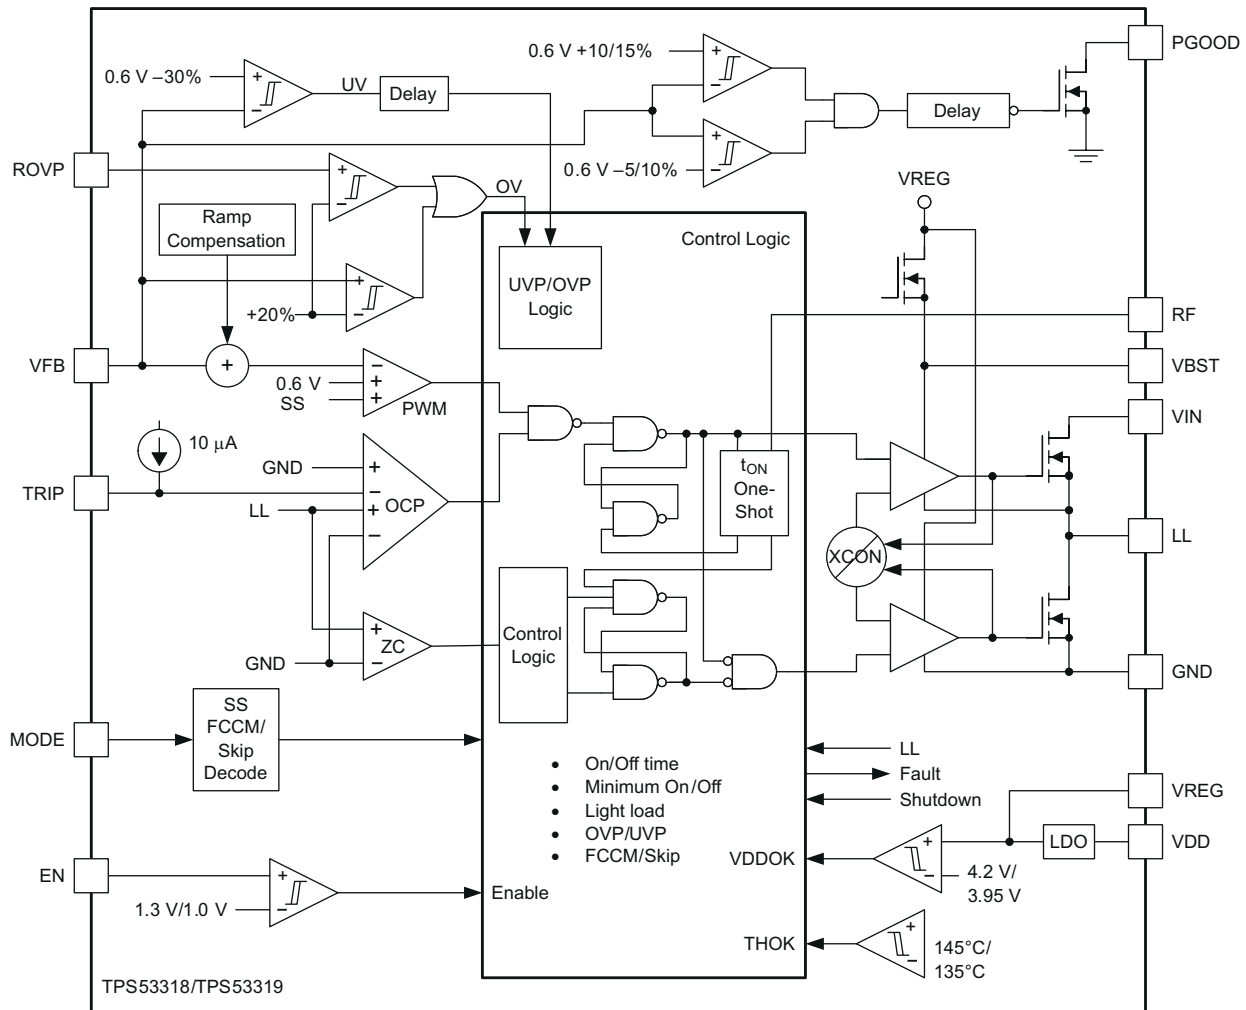 PGOOD
0.6 V +10/15%
0.6 V –30%
+
–
UV
Delay
+
–
Delay
+
–
0.6 V –5/10%
ROVP
+
–
OV
VREG
Ramp
Compensation
Control Logic
UVP/OVP
Logic
+
–
+20%
RF
VFB
+
–
+
+
0.6 V
SS
PWM
VBST
VIN
10 µA
GND
+
–
+
–
OCP
TRIP
LL
tON
One-
Shot
XCON
LL
Control
Logic
+
–
ZC
GND
GND
MODE
SS
FCCM/
Skip
Decode
• On/Off time
• Minimum On/Off
• Light load
• OVP/UVP
• FCCM/Skip
LL
Fault
Shutdown
VREG
VDD
LDO
VDDOK
+
–
4.2 V/
3.95 V
EN
+
–
1.3 V/1.0 V
Enable
THOK
+
–
145°C/
135°C
TPS53318/TPS53319